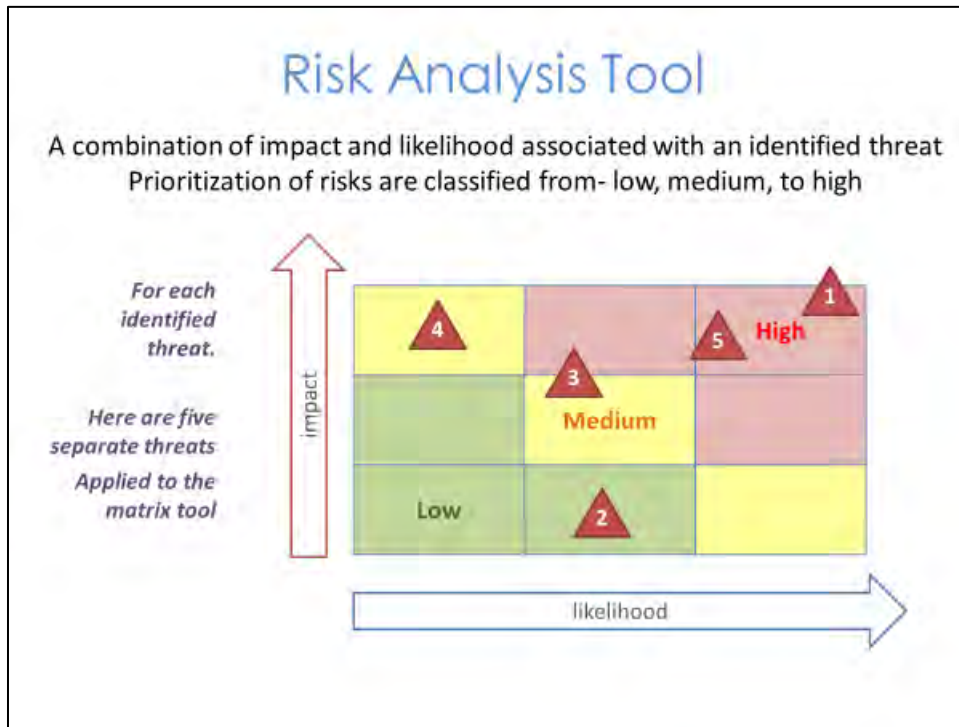 Risk Analysis Tool
A combination of impact and likelihood associated with an identified threat
Prioritization of risks are classified from- low, medium, to high
For each
identified
threat.
Here are five
separate threats
Applied to the
matrix tool
impact
4
5
1
High
3
Medium
Low
2
likelihood